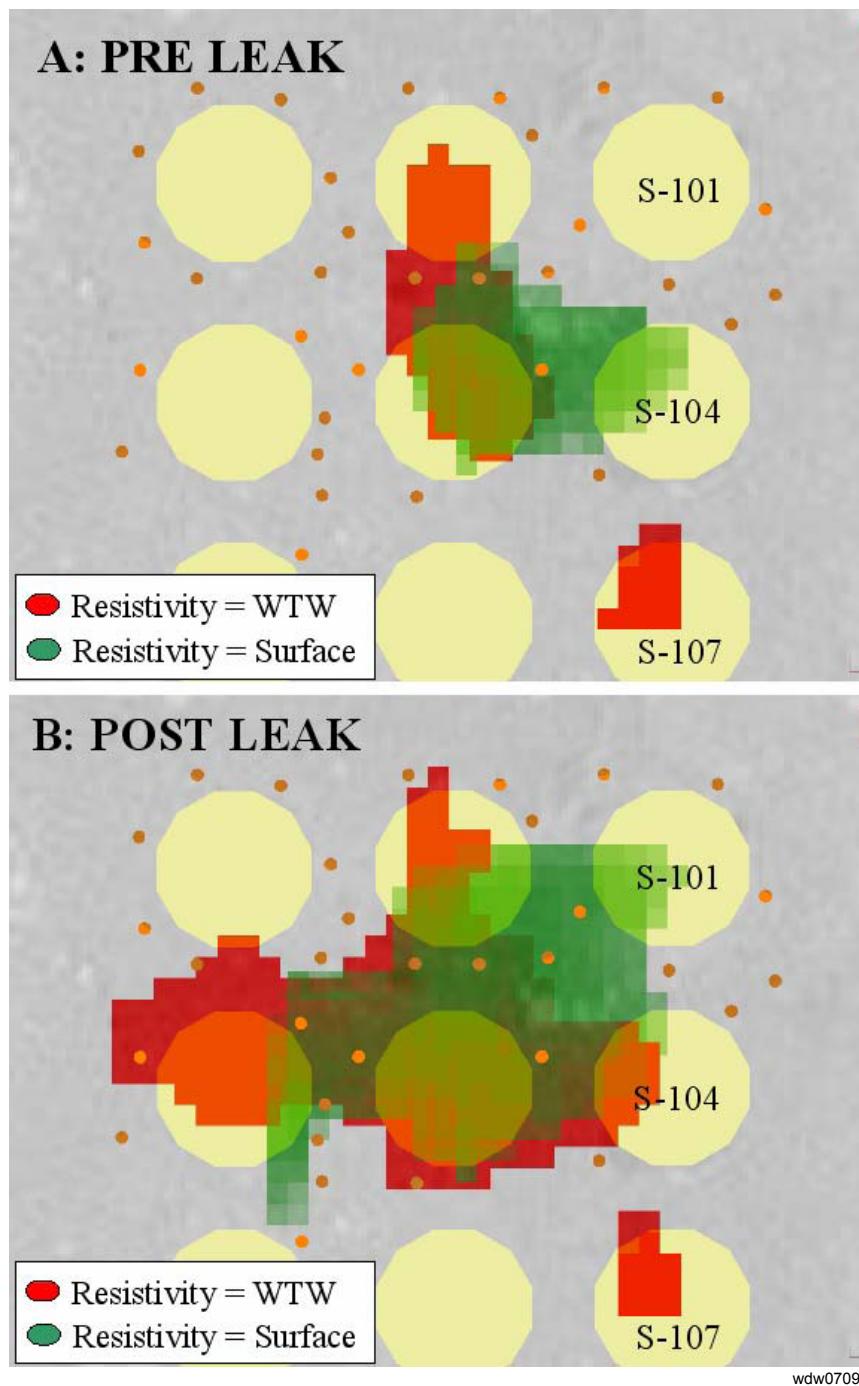 A: PRE LEAK
S-101
S-104
S-107
Resistivity = WTW
Resistivity = Surface
B: POST LEAK
S-101
S-104
S-107
Resistivity = WTW
Resistivity = Surface
wdw0709